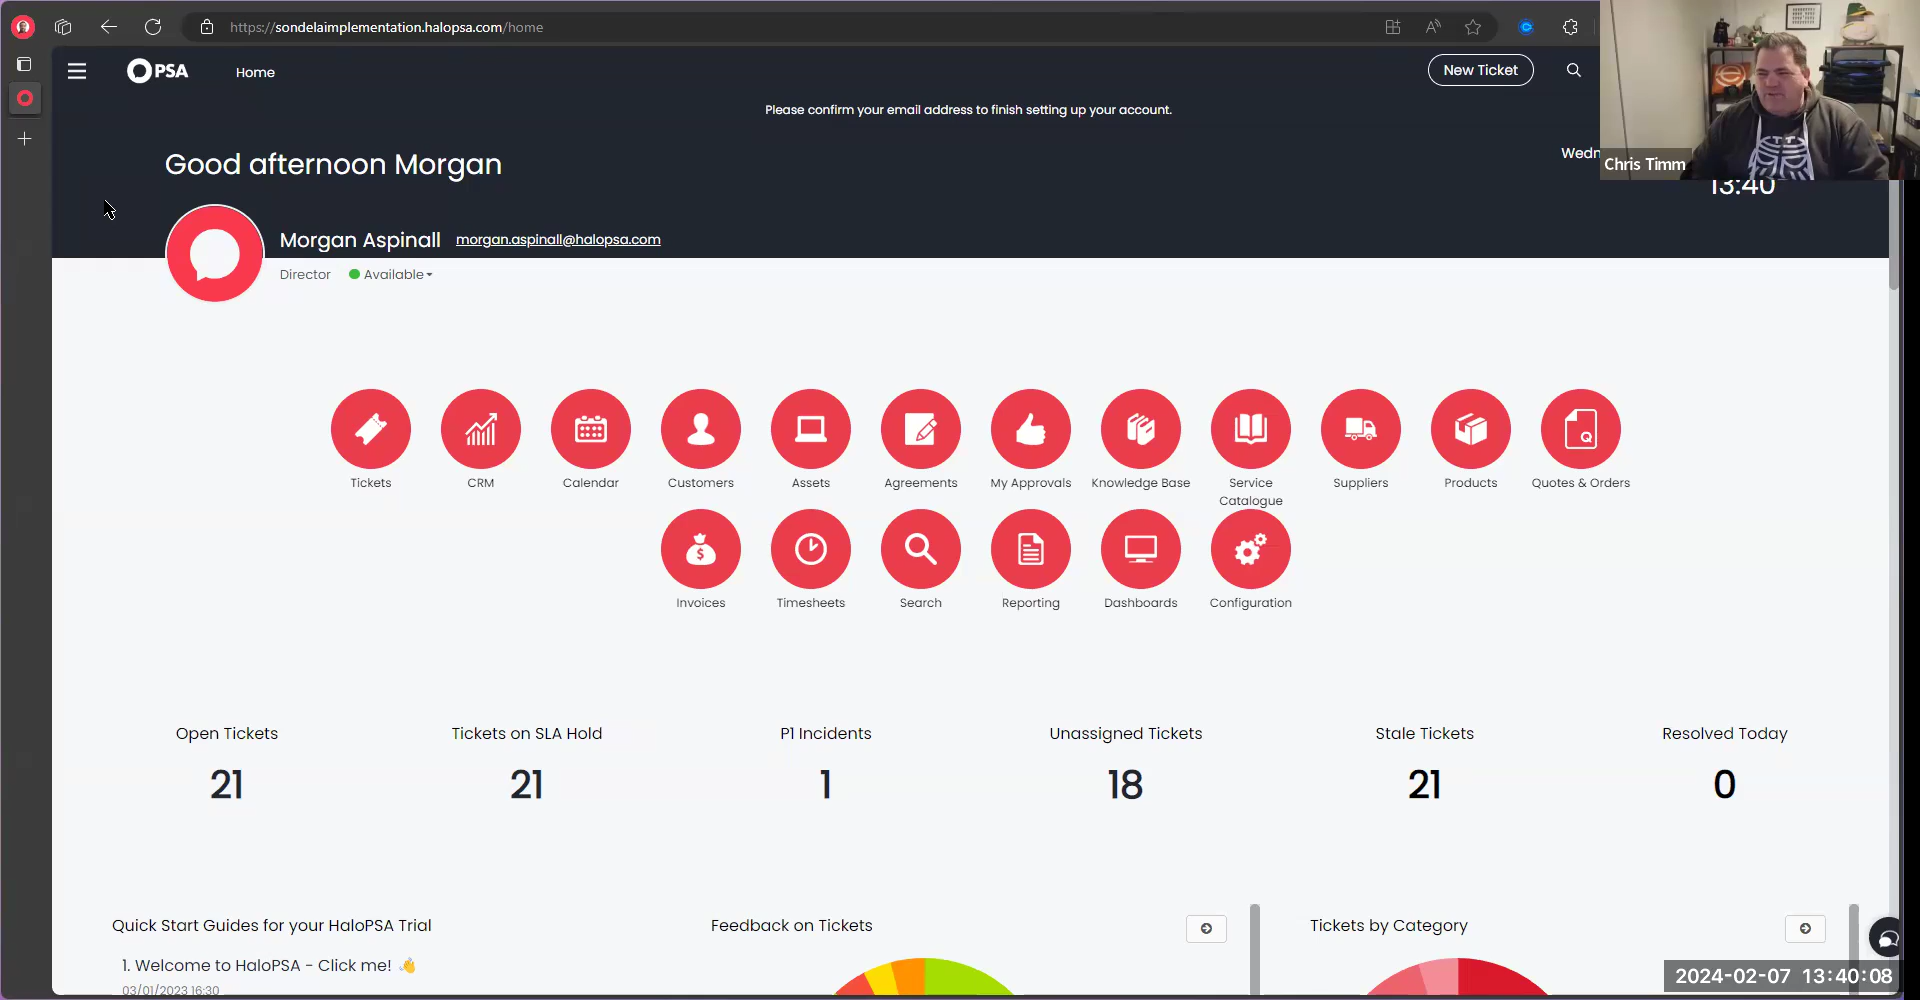 https://sondelaimplementation.halopsa.com/home
PSA
Home
New Ticket
Please confirm your email address to finish setting up your account.
Good afternoon Morgan
13:40
Chris Timm
Morgan Aspinall morgan.aspinall@halopsa.com
Director Available
Tickets CRM Calendar Customers Assets Agreements My Approvals Knowledge Base Service Catalogue Suppliers Products Quotes & Orders
Invoices Timesheets Search Reporting Dashboards Configuration
Open Tickets Tickets on SLA Hold P1 Incidents Unassigned Tickets Stale Tickets Resolved Today
21 21 1 18 21 0
Quick Start Guides for your HaloPSA Trial
Feedback on Tickets
Tickets by Category
1. Welcome to HaloPSA - Click me! 👋
03/01/2023 16:30
2024-02-07 13:40:08